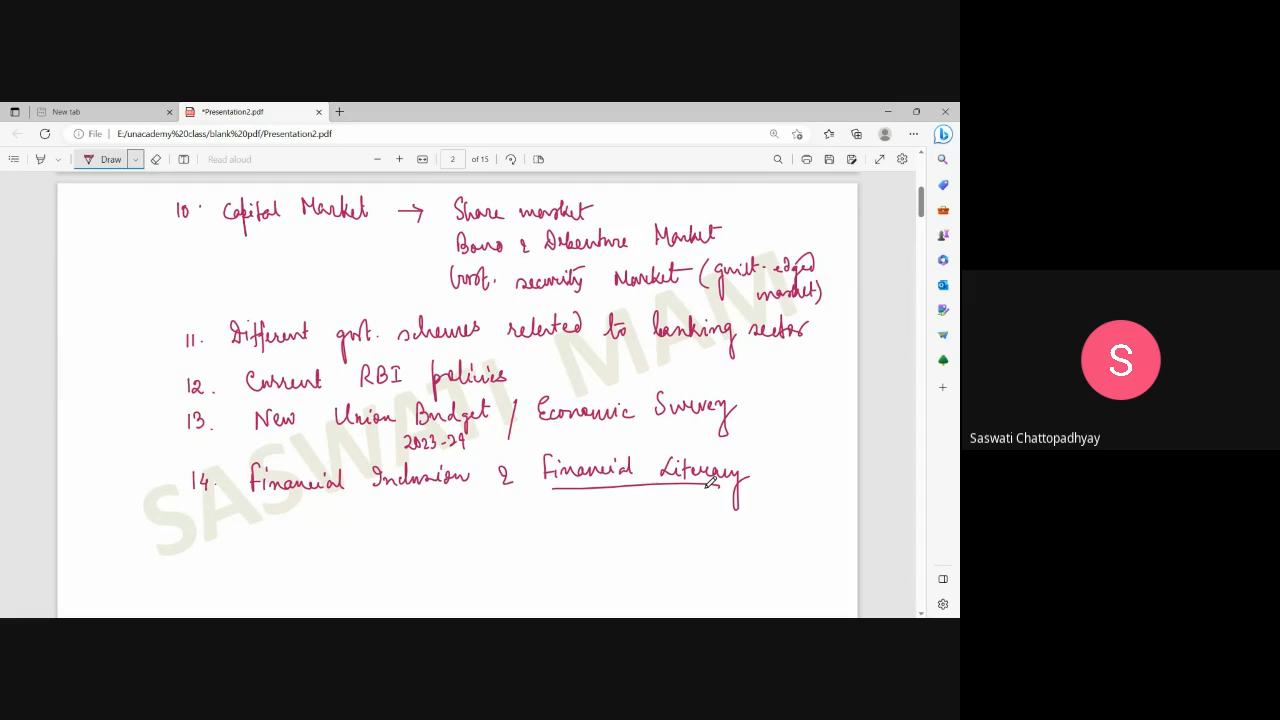 New tab
*Presentation2.pdf
File
E:/unacademy%20class/blank%20pdf/Presentation2.pdf
Draw
Read aloud
2 of 15
10. Capital Market → Share market
Bond & Debenture Market
Govt. security Market (guilt-edged
market)
11. Different govt. schemes related to banking sector
12. Current RBI policies
13. New Union Budget / Economic Survey
2023-24
14. Financial Inclusion & Financial Literacy
SASWATI MAM
S
Saswati Chattopadhyay